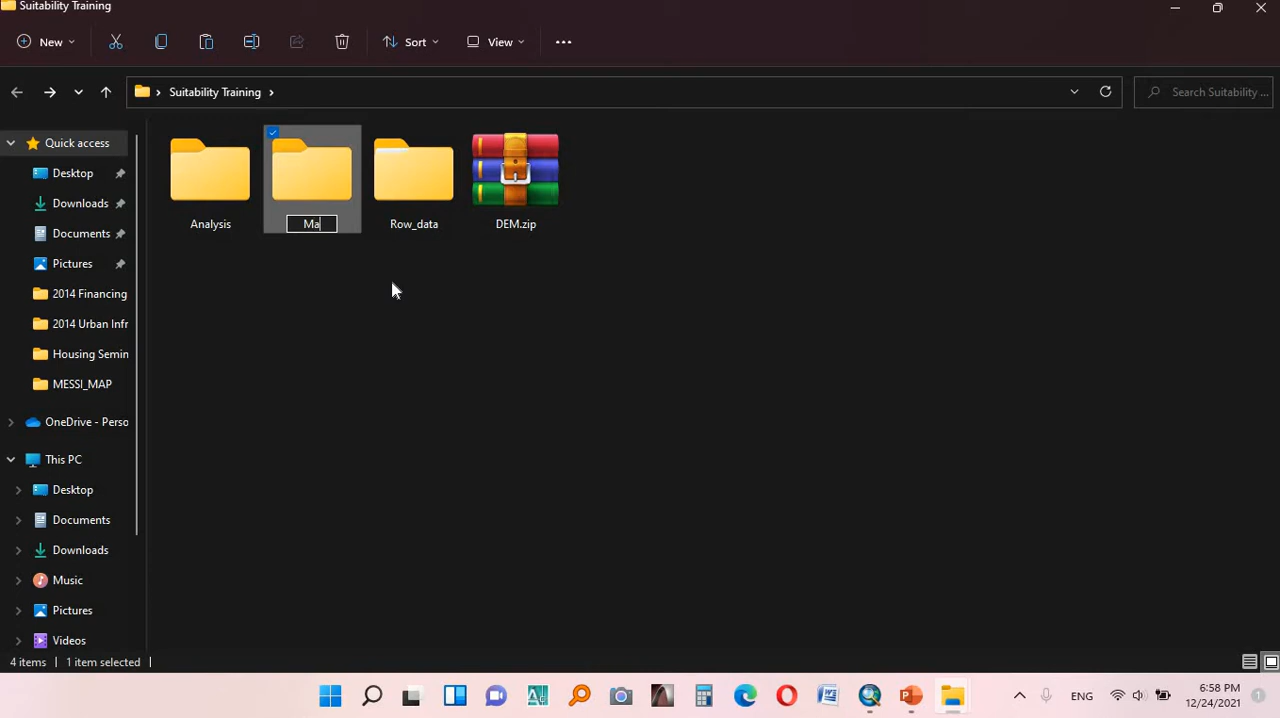 Suitability Training
New
Sort
View
Suitability Training
Search Suitability ...
Quick access
Desktop
Downloads
Documents
Pictures
2014 Financing
2014 Urban Infr
Housing Semin
MESSI_MAP
OneDrive - Perso
This PC
Desktop
Documents
Downloads
Music
Pictures
Videos
Analysis
Ma
Row_data
DEM.zip
4 items
1 item selected
ENG
6:58 PM
12/24/2021
1